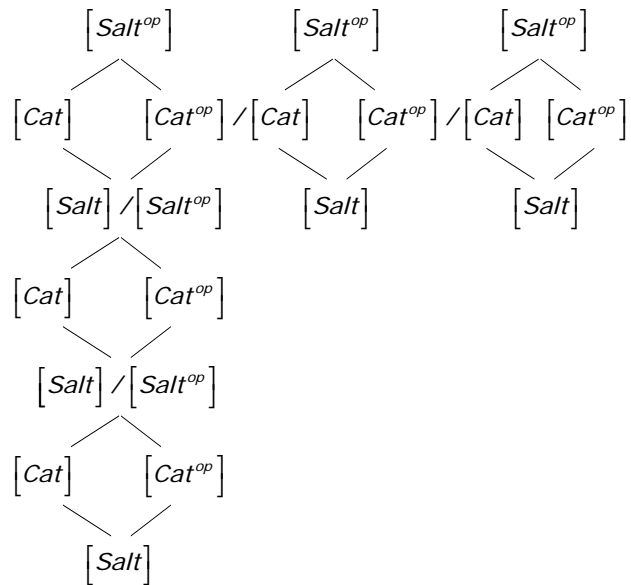 [Salt^op] [Salt^op] [Salt^op]
[Cat] [Cat^op] / [Cat] [Cat^op] / [Cat] [Cat^op]
[Salt] / [Salt^op] [Salt] [Salt]
[Cat] [Cat^op]
[Salt] / [Salt^op]
[Cat] [Cat^op]
[Salt]